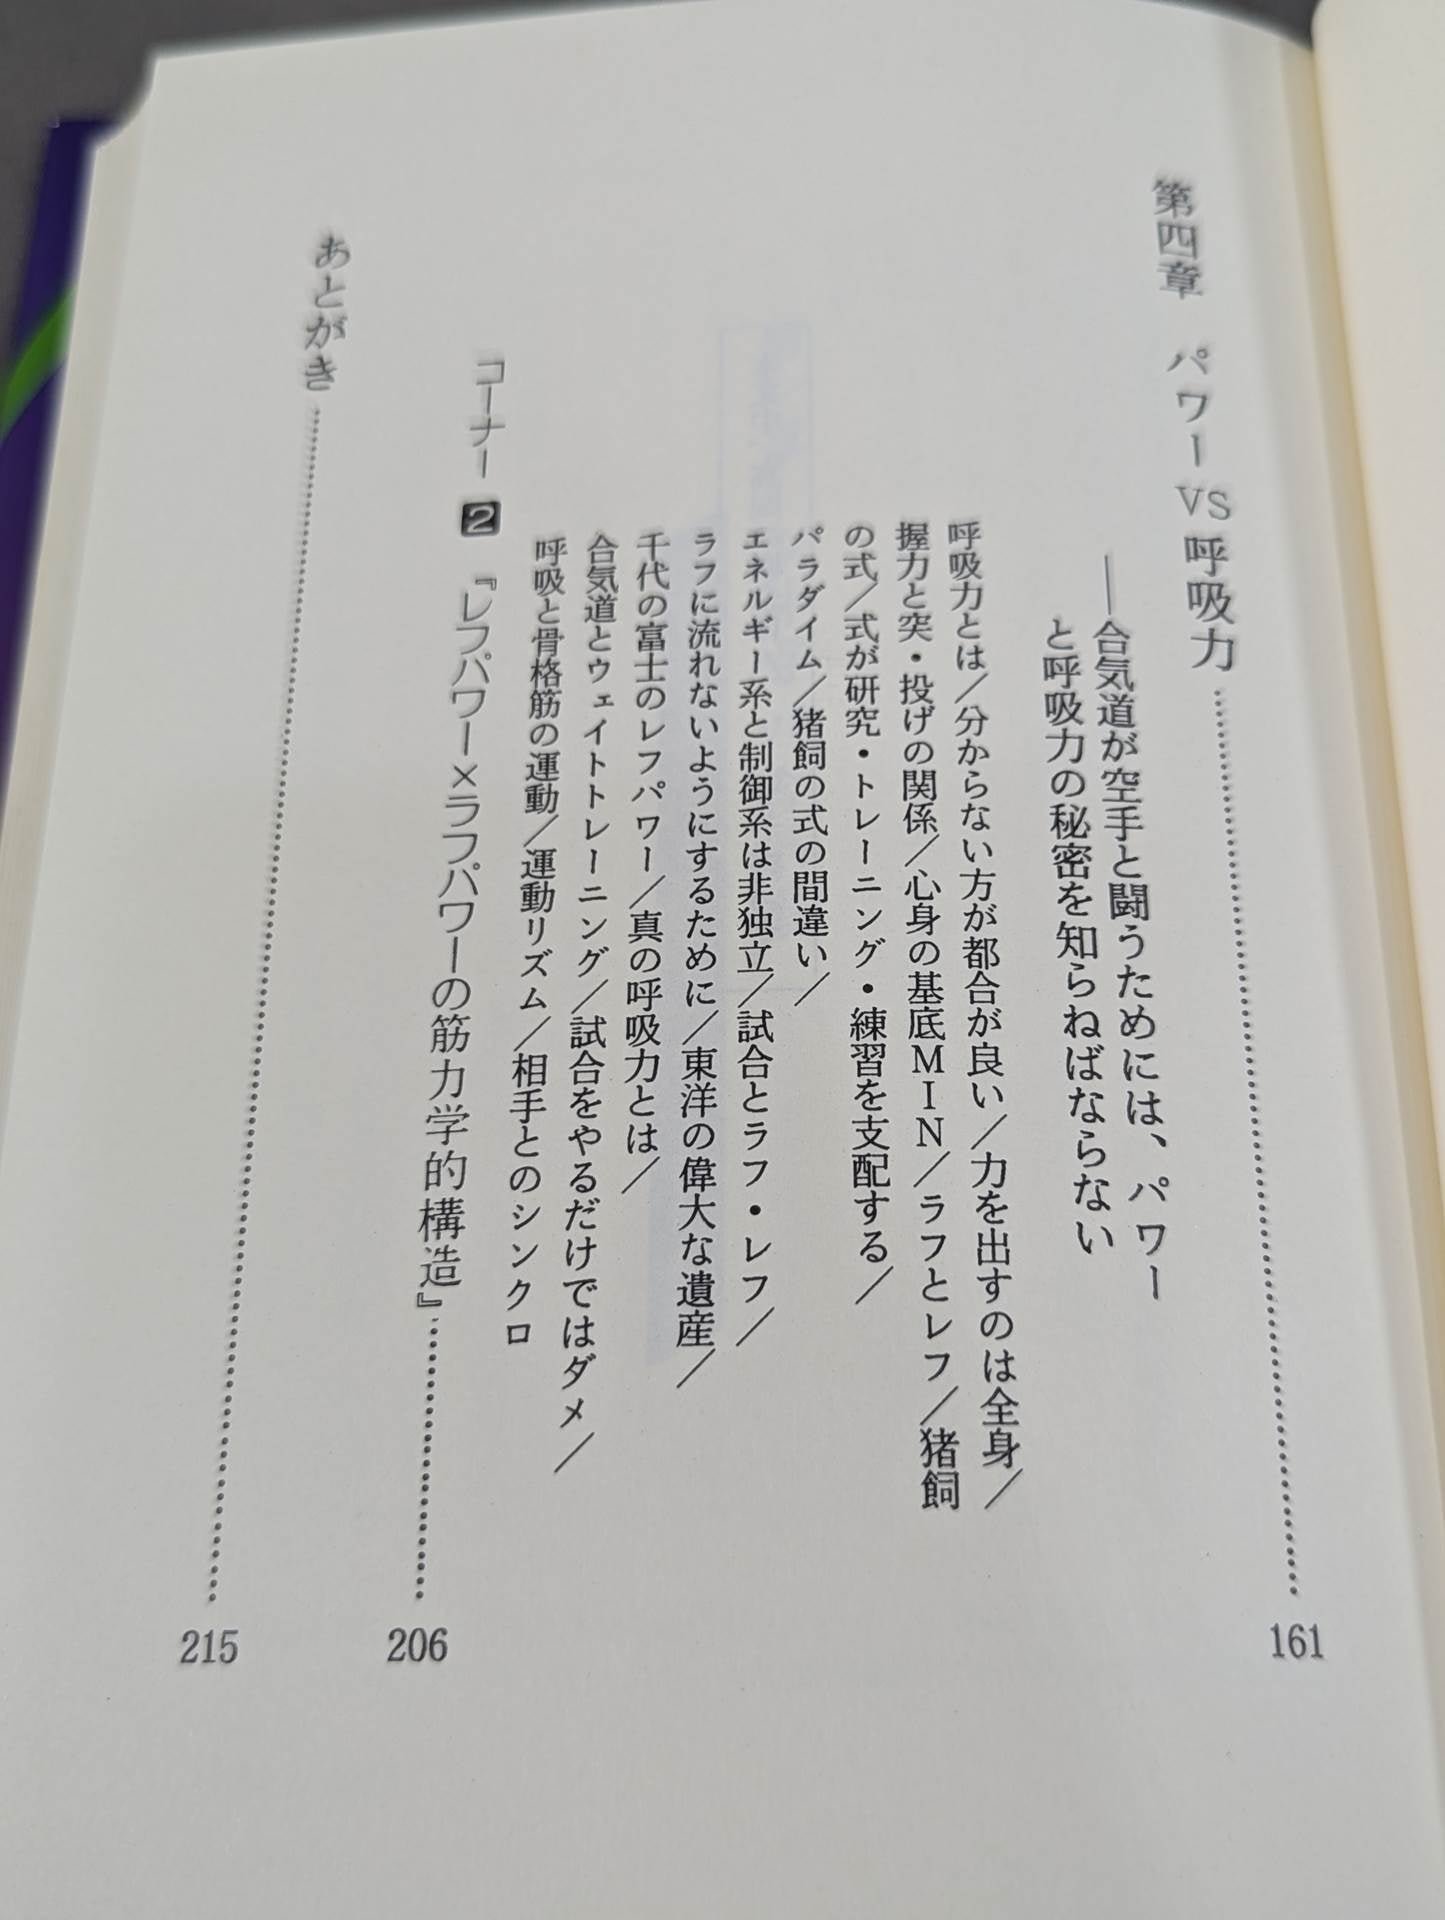 第四章　パワーVS呼吸力……161
――合気道が空手と闘うためには、パワー
と呼吸力の秘密を知らねばならない
呼吸力とは／分からない方が都合が良い／力を出すのは全身／
握力と突・投げの関係／心身の基底ＭＩＮ／ラフとレフ／猪飼
の式／式が研究・トレーニング・練習を支配する／
パラダイム／猪飼の式の間違い／
エネルギー系と制御系は非独立／試合とラフ・レフ／
ラフに流れないようにするために／東洋の偉大な遺産／
千代の富士のレフパワー／真の呼吸力とは／
合気道とウェイトトレーニング／試合をやるだけではダメ／
呼吸と骨格筋の運動／運動リズム／相手とのシンクロ
コーナー2　『レフパワー×ラフパワーの筋力学的構造』……206
あとがき……215